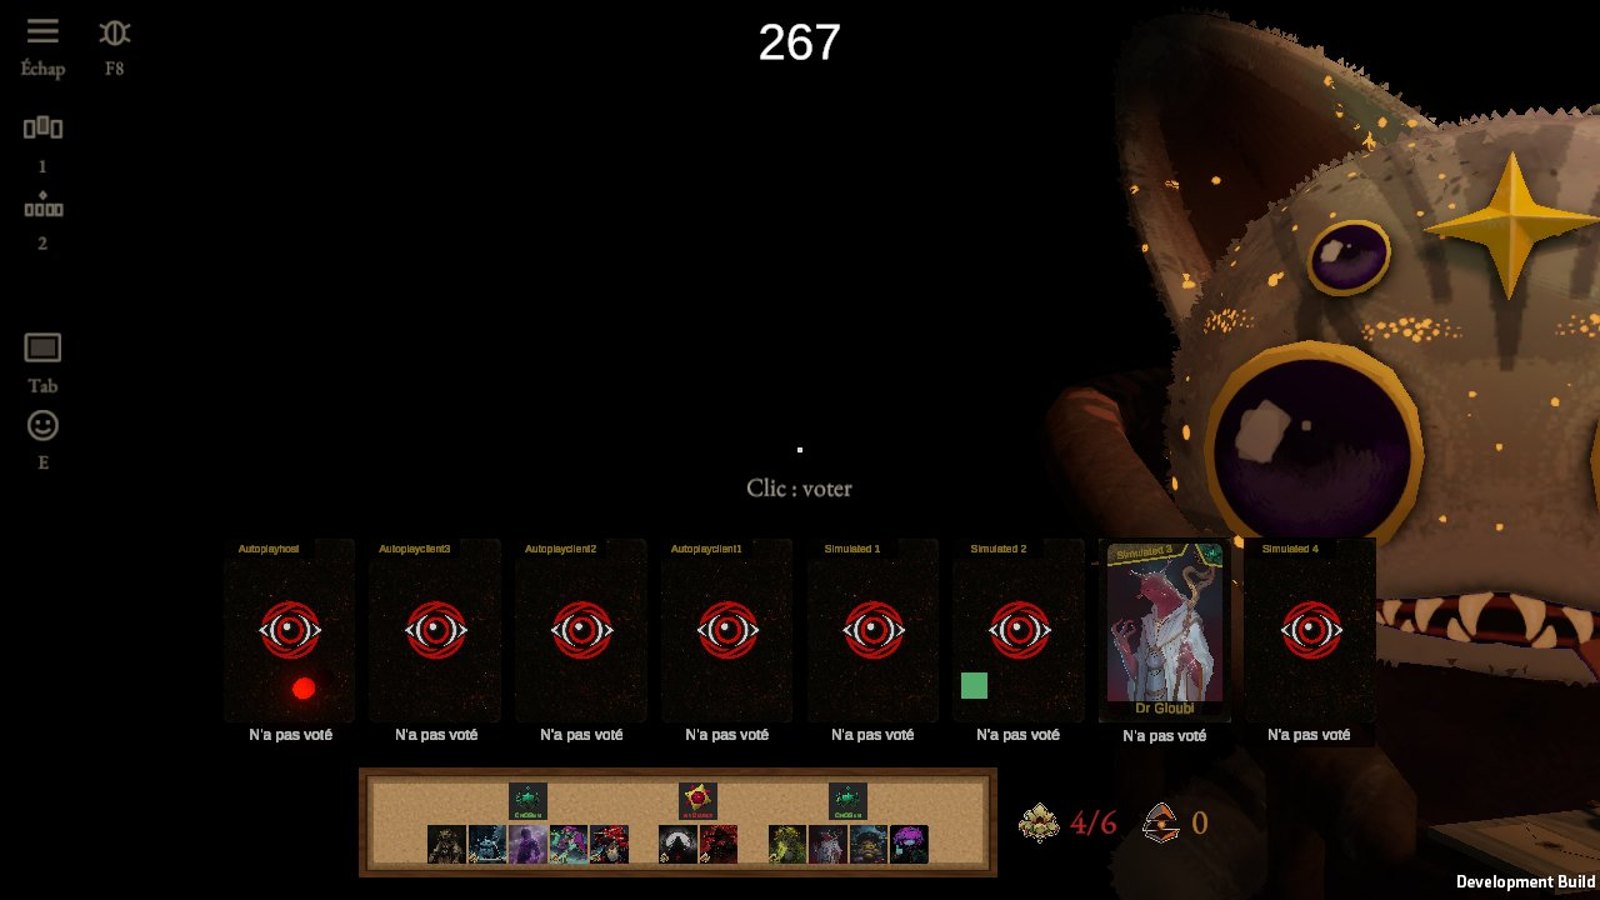 267
Échap
F8
1
2
Tab
E
Clic : voter
Autoplayhost
Autoplayclient3
Autoplayclient2
Autoplayclient1
Simulated 1
Simulated 2
Simulated 3
Simulated 4
Dr Gloubi
N'a pas voté
N'a pas voté
N'a pas voté
N'a pas voté
N'a pas voté
N'a pas voté
N'a pas voté
N'a pas voté
4/6
0
Development Build